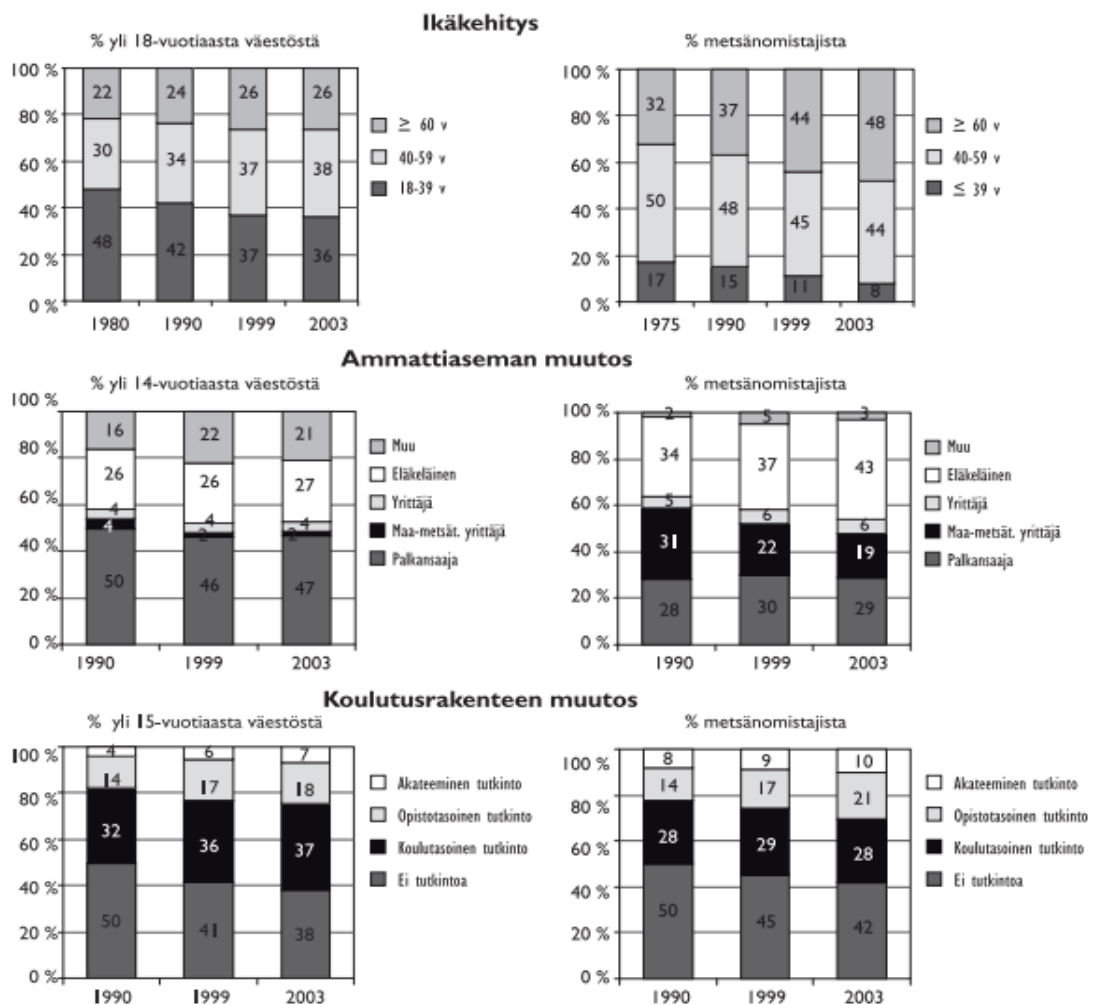 Ikäkehitys
% yli 18-vuotiaasta väestöstä
100 %
80 %
60 %
40 %
20 %
0 %
22 24 26 26
30 34 37 38
48 42 37 36
1980 1990 1999 2003
≥ 60 v
40-59 v
18-39 v
% metsänomistajista
100 %
80 %
60 %
40 %
20 %
0 %
32 37 44 48
50 48 45 44
17 15 11 8
1975 1990 1999 2003
≥ 60 v
40-59 v
≤ 39 v
Ammattiaseman muutos
% yli 14-vuotiaasta väestöstä
100 %
80 %
60 %
40 %
20 %
0 %
16 22 21
26 26 27
4 4 4
4 2 2
50 46 47
1990 1999 2003
Muu
Eläkeläinen
Yrittäjä
Maa-metsät. yrittäjä
Palkansaaja
% metsänomistajista
100 %
80 %
60 %
40 %
20 %
0 %
2 5 3
34 37 43
5 6 6
31 22 19
28 30 29
1990 1999 2003
Muu
Eläkeläinen
Yrittäjä
Maa-metsät. yrittäjä
Palkansaaja
Koulutusrakenteen muutos
% yli 15-vuotiaasta väestöstä
100 %
80 %
60 %
40 %
20 %
0 %
4 6 7
14 17 18
32 36 37
50 41 38
1990 1999 2003
Akateeminen tutkinto
Opistotasoinen tutkinto
Koulutasoinen tutkinto
Ei tutkintoa
% metsänomistajista
100 %
80 %
60 %
40 %
20 %
0 %
8 9 10
14 17 21
28 29 28
50 45 42
1990 1999 2003
Akateeminen tutkinto
Opistotasoinen tutkinto
Koulutasoinen tutkinto
Ei tutkintoa